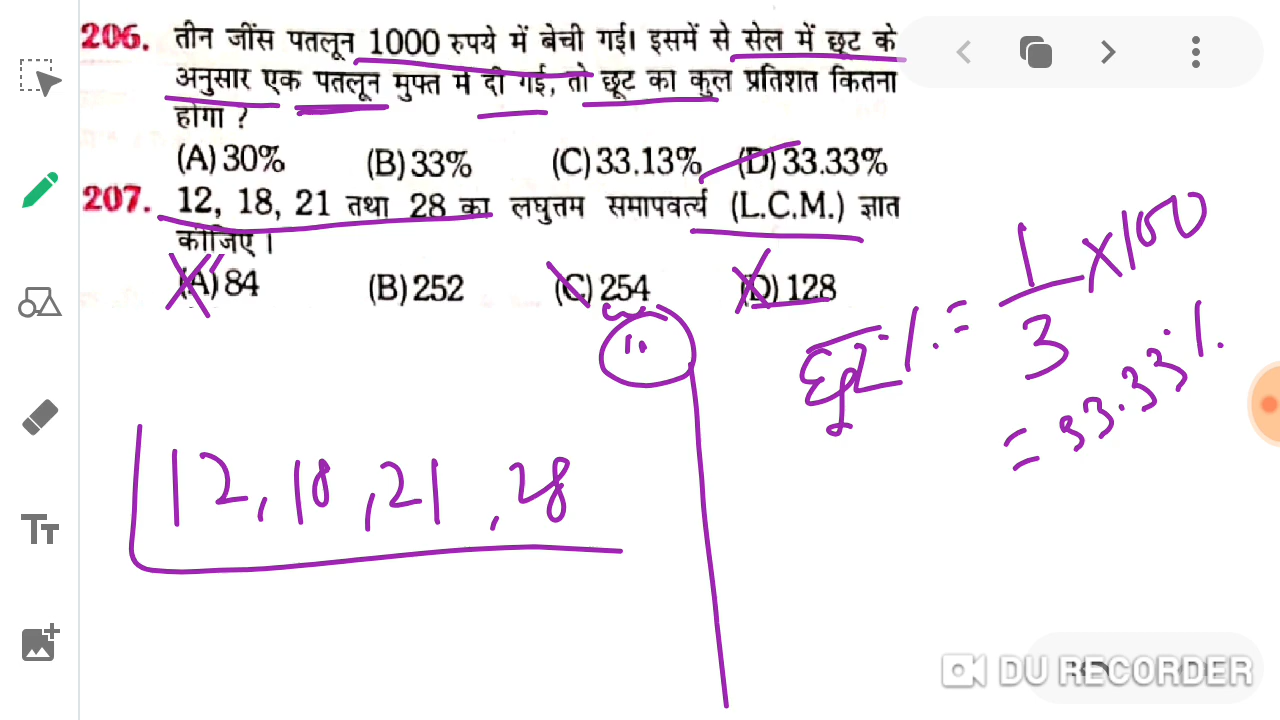 206. तीन जींस पतलून 1000 रुपये में बेची गई। इसमें से सेल में छूट के
अनुसार एक पतलून मुफ्त में दी गई, तो छूट का कुल प्रतिशत कितना
होगा ?
(A) 30% (B) 33% (C) 33.13% (D) 33.33%
207. 12, 18, 21 तथा 28 का लघुत्तम समापवर्त्य (L.C.M.) ज्ञात
कीजिए।
(A) 84 (B) 252 (C) 254 (D) 128
% = 1/3 × 100
= 33.33%
12, 18, 21, 28
Tт
DU RECORDER